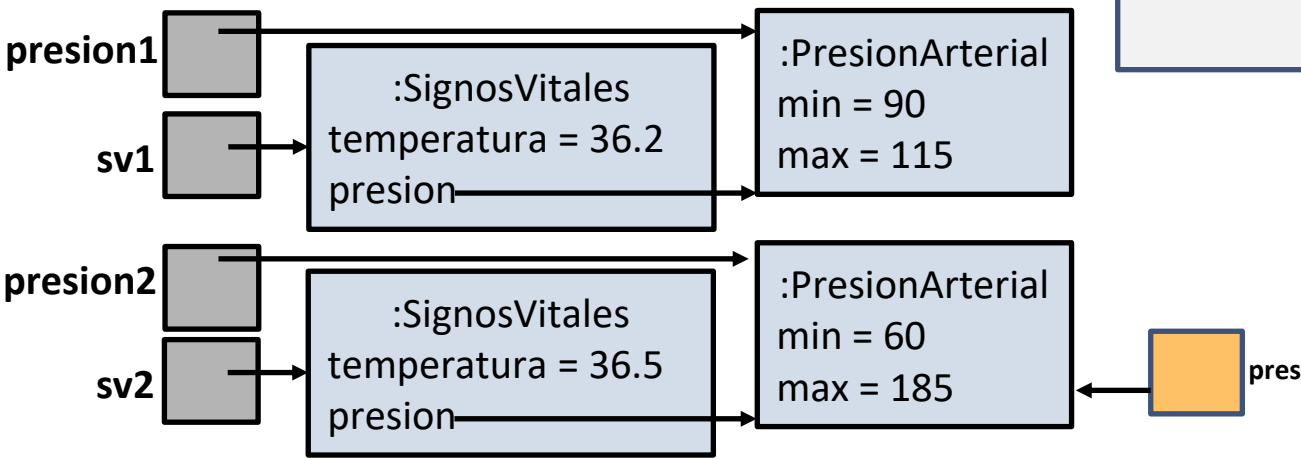 presion1
:SignosVitales
temperatura = 36.2
presion
:PresionArterial
min = 90
max = 115
sv1
presion2
:SignosVitales
temperatura = 36.5
presion
:PresionArterial
min = 60
max = 185
sv2
pres